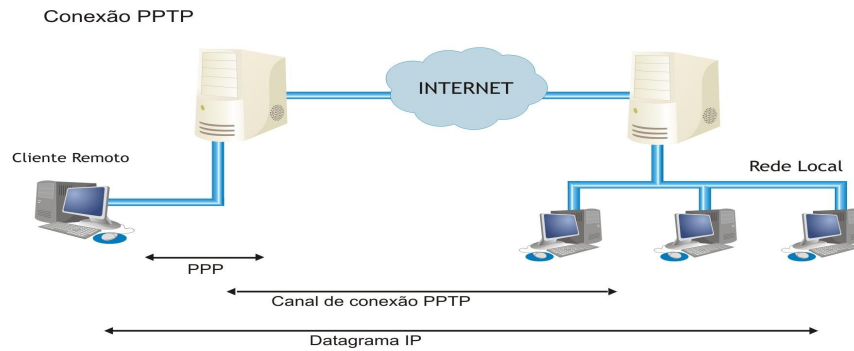 Conexão PPTP
INTERNET
Cliente Remoto
Rede Local
PPP
Canal de conexão PPTP
Datagrama IP